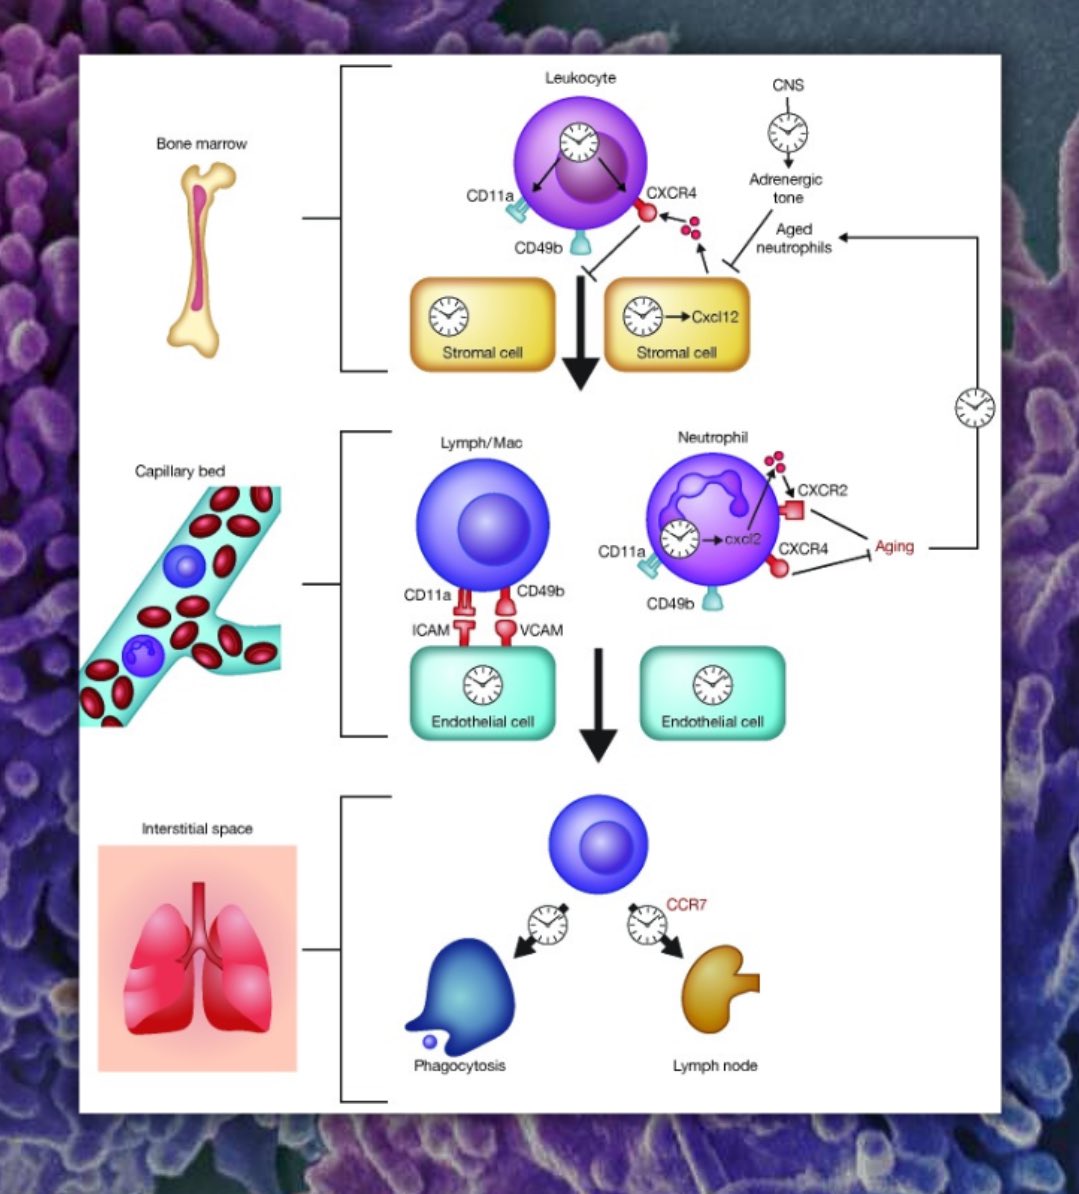 Leukocyte
CNS
Bone marrow
Adrenergic
tone
CD11a
CXCR4
Aged
neutrophils
CD49b
Cxcl12
Stromal cell
Stromal cell
Lymph/Mac
Neutrophil
Capillary bed
CXCR2
cxcl2
CXCR4
Aging
CD11a
CD11a
CD49b
CD49b
ICAM
VCAM
Endothelial cell
Endothelial cell
Interstitial space
CCR7
Phagocytosis
Lymph node